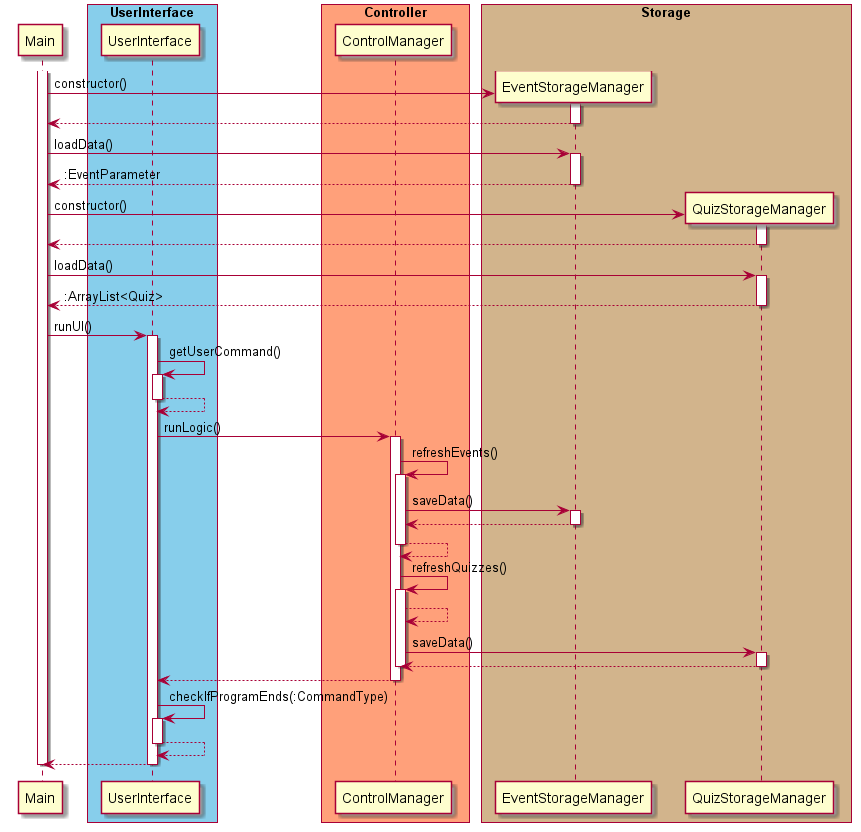 UserInterface
Controller
Storage
Main
UserInterface
ControlManager
constructor()
EventStorageManager
loadData()
:EventParameter
constructor()
QuizStorageManager
loadData()
:ArrayList<Quiz>
runUI()
getUserCommand()
runLogic()
refreshEvents()
saveData()
refreshQuizzes()
saveData()
checkIfProgramEnds(:CommandType)
Main
UserInterface
ControlManager
EventStorageManager
QuizStorageManager